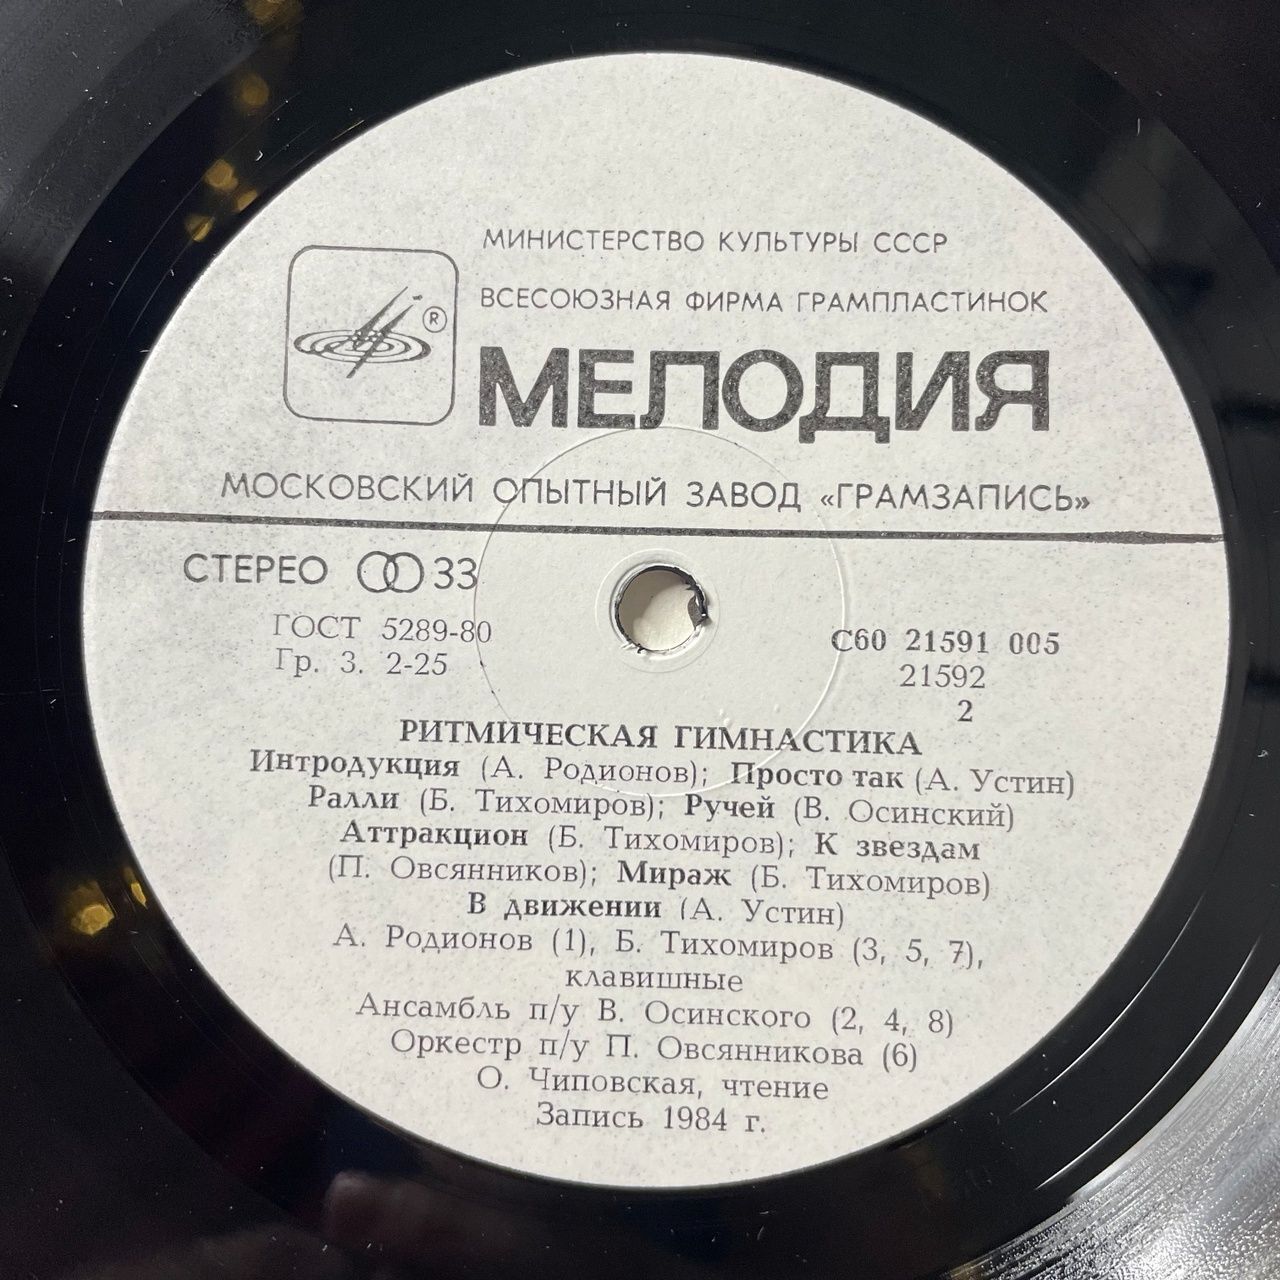 МИНИСТЕРСТВО КУЛЬТУРЫ СССР
ВСЕСОЮЗНАЯ ФИРМА ГРАМПЛАСТИНОК
®
МЕЛОДИЯ
МОСКОВСКИЙ ОПЫТНЫЙ ЗАВОД «ГРАМЗАПИСЬ»
СТЕРЕО 33
ГОСТ 5289-80
Гр. 3. 2-25
С60 21591 005
21592
2
РИТМИЧЕСКАЯ ГИМНАСТИКА
Интродукция (А. Родионов); Просто так (А. Устин)
Ралли (Б. Тихомиров); Ручей (В. Осинский)
Аттракцион (Б. Тихомиров); К звездам
(П. Овсянников); Мираж (Б. Тихомиров)
В движении (А. Устин)
А. Родионов (1), Б. Тихомиров (3, 5, 7),
клавишные
Ансамбль п/у В. Осинского (2, 4, 8)
Оркестр п/у П. Овсянникова (6)
О. Чиповская, чтение
Запись 1984 г.